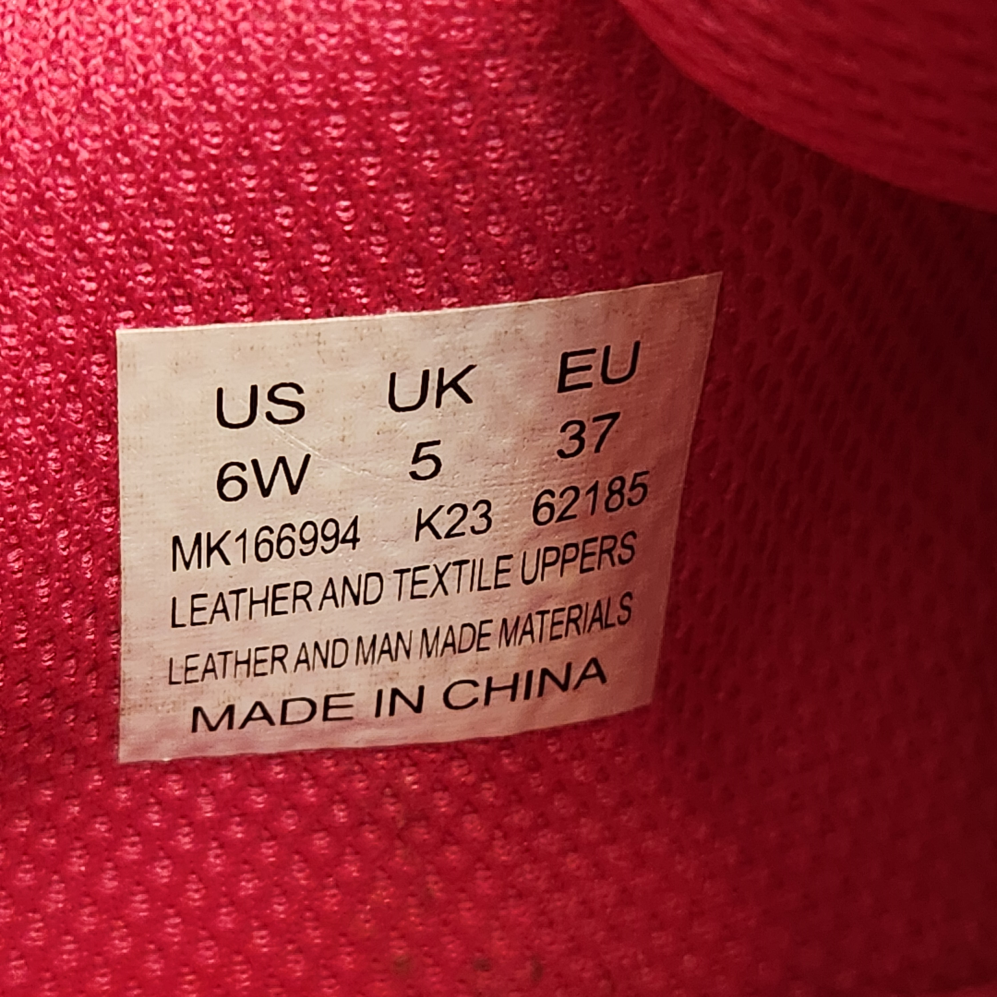 US UK EU
6W 5 37
MK166994 K23 62185
LEATHER AND TEXTILE UPPERS
LEATHER AND MAN MADE MATERIALS
MADE IN CHINA